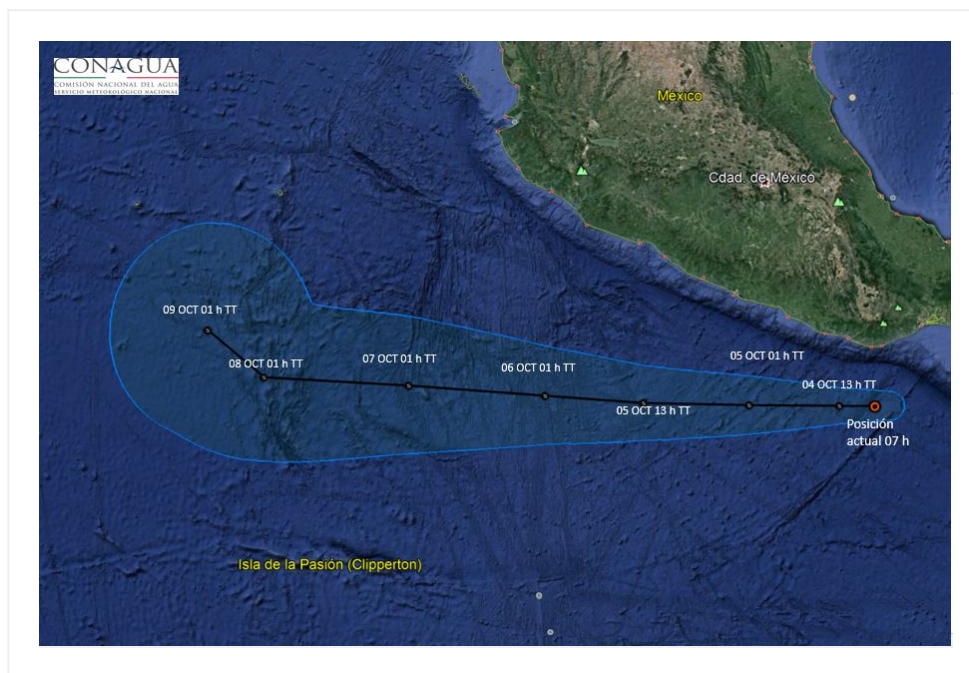 CONAGUA
COMISIÓN NACIONAL DEL AGUA
SERVICIO METEOROLÓGICO NACIONAL
México
Cdad. de México
09 OCT 01 h TT
08 OCT 01 h TT
07 OCT 01 h TT
06 OCT 01 h TT
05 OCT 01 h TT
04 OCT 13 h TT
05 OCT 13 h TT
Posición
actual 07 h
Isla de la Pasión (Clipperton)